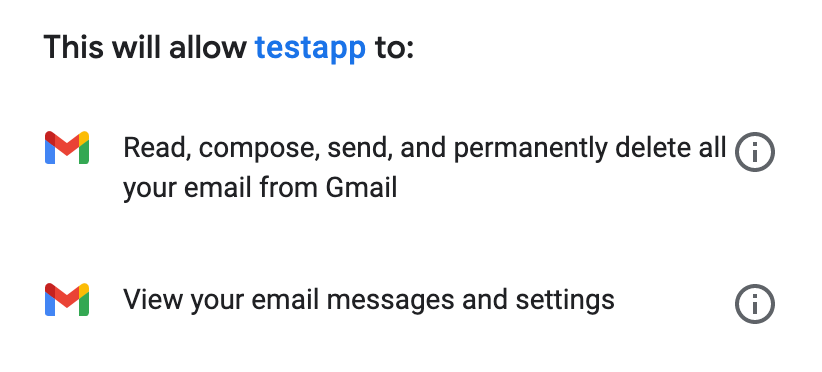 This will allow testapp to:
Read, compose, send, and permanently delete all
your email from Gmail
View your email messages and settings